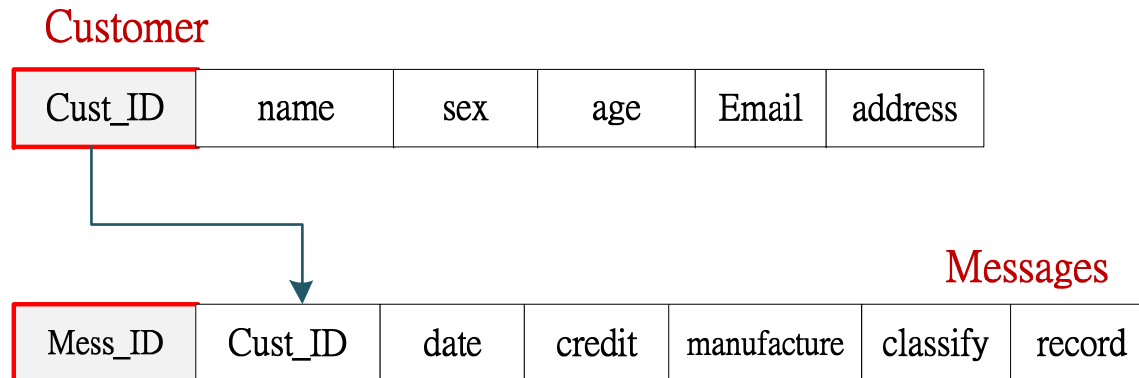 Customer
Cust_ID name sex age Email address
Messages
Mess_ID Cust_ID date credit manufacture classify record